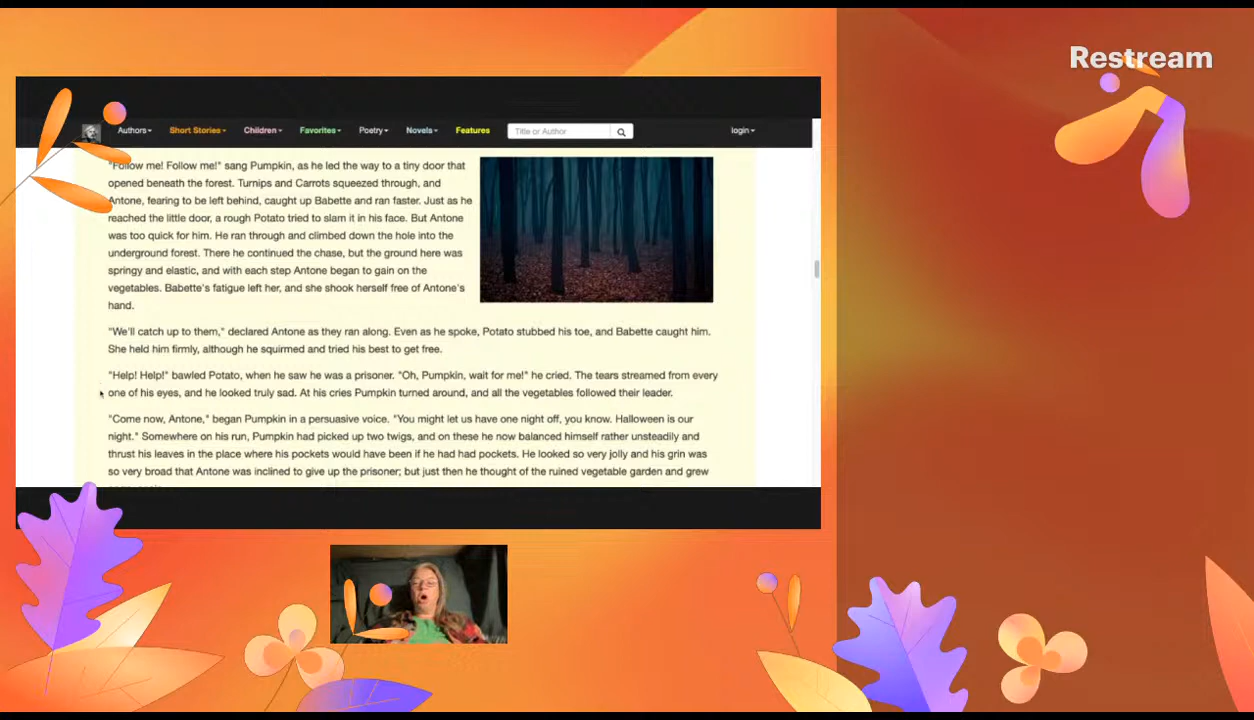 Restream
Authors Short Stories Children Favorites Poetry Novels Features Title or Author login
"Follow me! Follow me!" sang Pumpkin, as he led the way to a tiny door that
opened beneath the forest. Turnips and Carrots squeezed through, and
Antone, fearing to be left behind, caught up Babette and ran faster. Just as he
reached the little door, a rough Potato tried to slam it in his face. But Antone
was too quick for him. He ran through and climbed down the hole into the
underground forest. There he continued the chase, but the ground here was
springy and elastic, and with each step Antone began to gain on the
vegetables. Babette's fatigue left her, and she shook herself free of Antone's
hand.
"We'll catch up to them," declared Antone as they ran along. Even as he spoke, Potato stubbed his toe, and Babette caught him.
She held him firmly, although he squirmed and tried his best to get free.
"Help! Help!" bawled Potato, when he saw he was a prisoner. "Oh, Pumpkin, wait for me!" he cried. The tears streamed from every
one of his eyes, and he looked truly sad. At his cries Pumpkin turned around, and all the vegetables followed their leader.
"Come now, Antone," began Pumpkin in a persuasive voice. "You might let us have one night off, you know. Halloween is our
night." Somewhere on his run, Pumpkin had picked up two twigs, and on these he now balanced himself rather unsteadily and
thrust his leaves in the place where his pockets would have been if he had had pockets. He looked so very jolly and his grin was
so very broad that Antone was inclined to give up the prisoner; but just then he thought of the ruined vegetable garden and grew